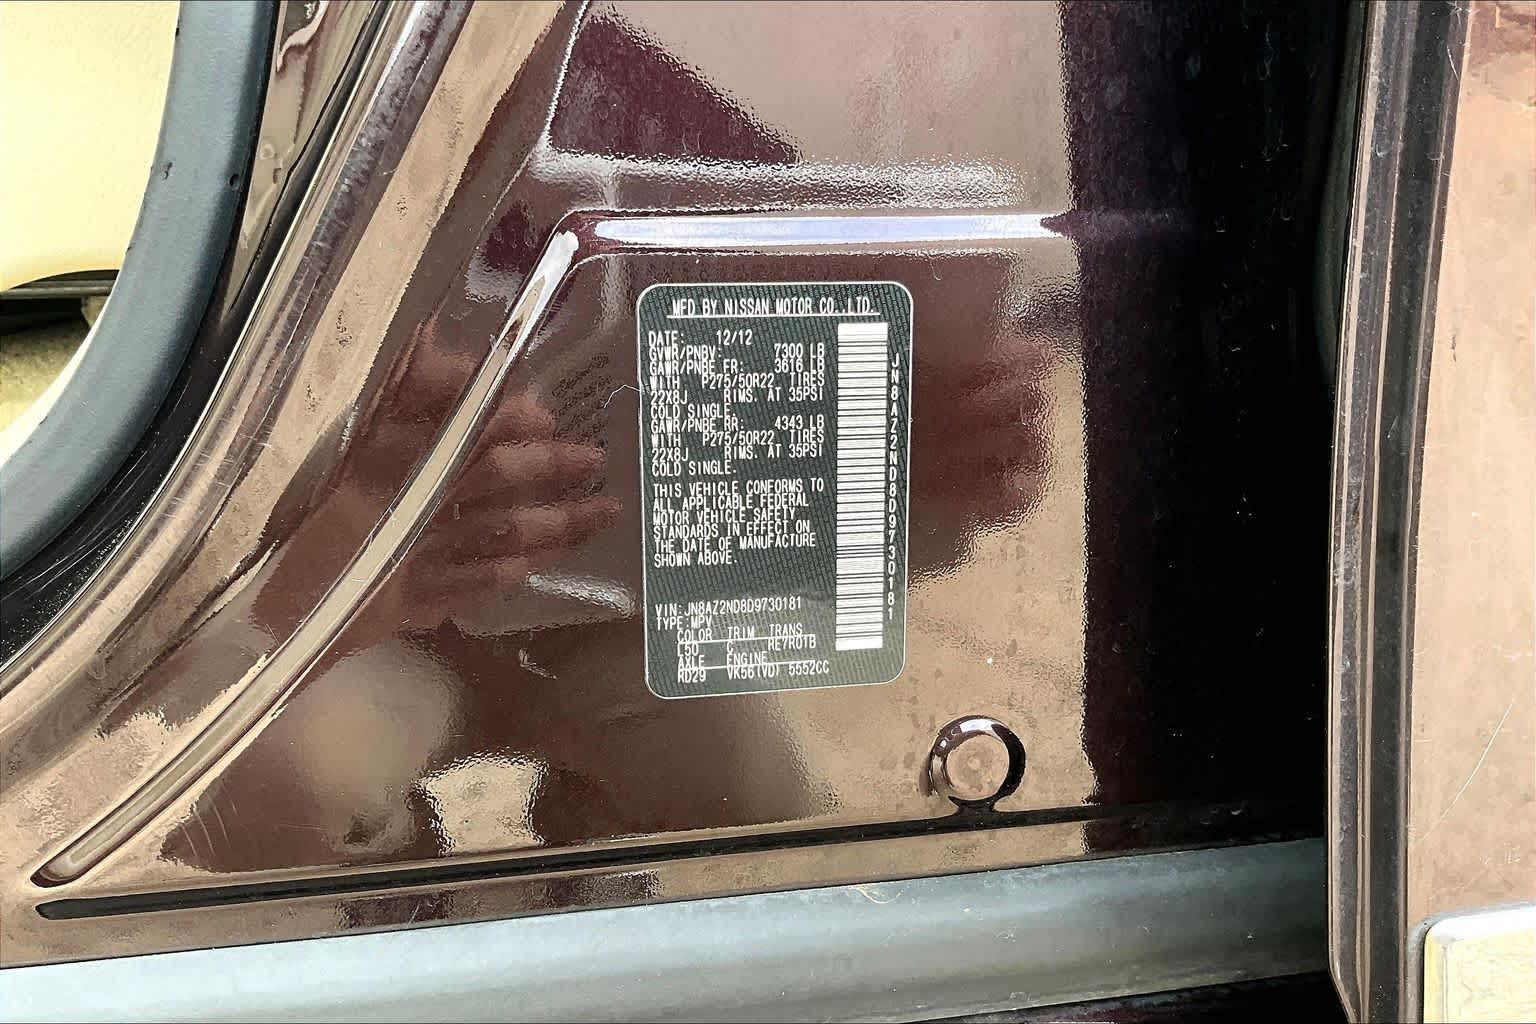 MFD BY NISSAN MOTOR CO.,LTD.
DATE: 12/12
GVWR/PNBV: 7300 LB
GAWR/PNBE FR: 3616 LB
WITH P275/50R22 TIRES
22X8J RIMS. AT 35PSI
COLD SINGLE.
GAWR/PNBE RR: 4343 LB
WITH P275/50R22 TIRES
22X8J RIMS. AT 35PSI
COLD SINGLE.
THIS VEHICLE CONFORMS TO
ALL APPLICABLE FEDERAL
MOTOR VEHICLE SAFETY
STANDARDS IN EFFECT ON
THE DATE OF MANUFACTURE
SHOWN ABOVE.
VIN:JN8AZ2ND8D9730181
TYPE:MPV
COLOR TRIM TRANS
L50 C RE7R01B
AXLE ENGINE
RD29 VK56(VD) 5552CC
JN8AZ2ND8D9730181